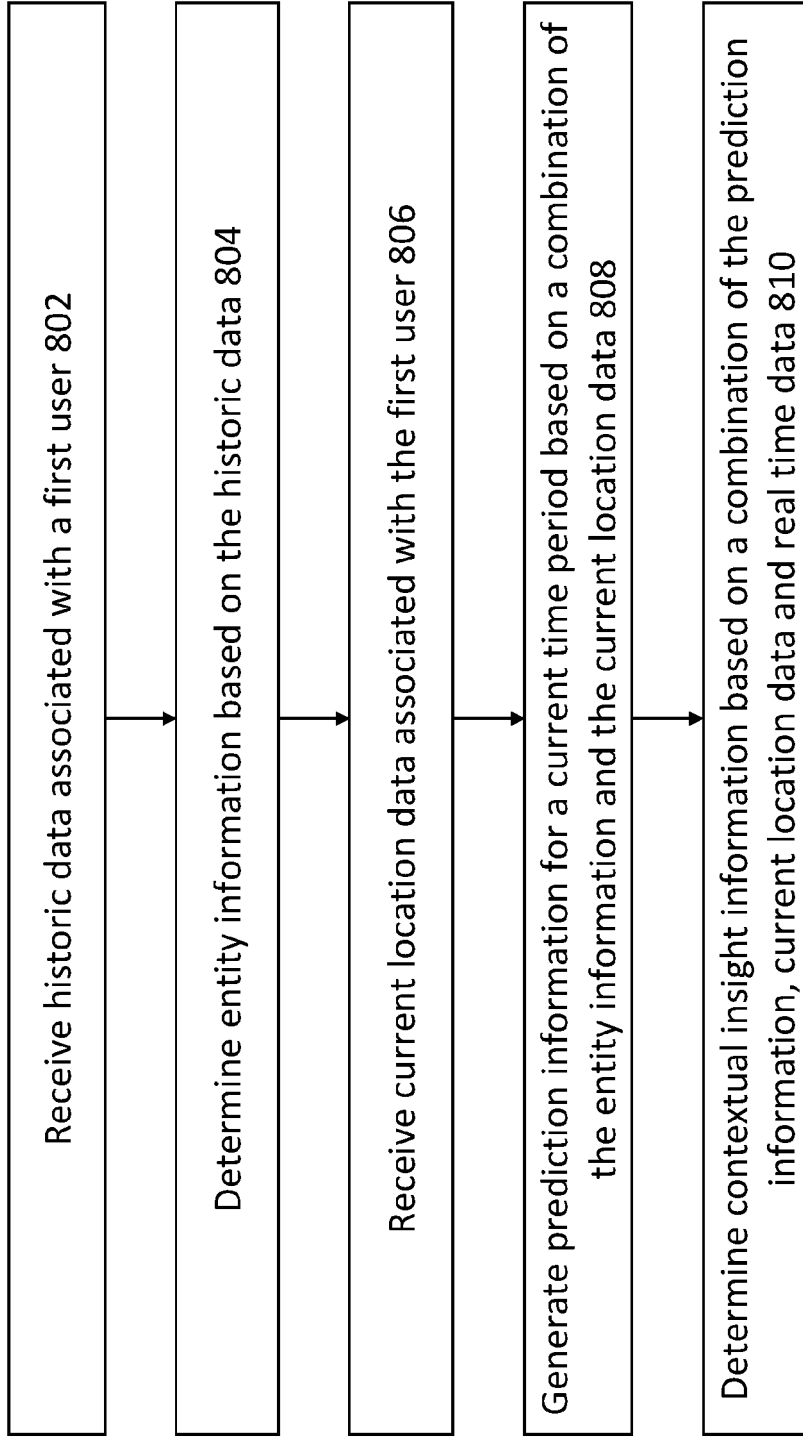 Receive historic data associated with a first user 802
Determine entity information based on the historic data 804
Receive current location data associated with the first user 806
Generate prediction information for a current time period based on a combination of
the entity information and the current location data 808
Determine contextual insight information based on a combination of the prediction
information, current location data and real time data 810